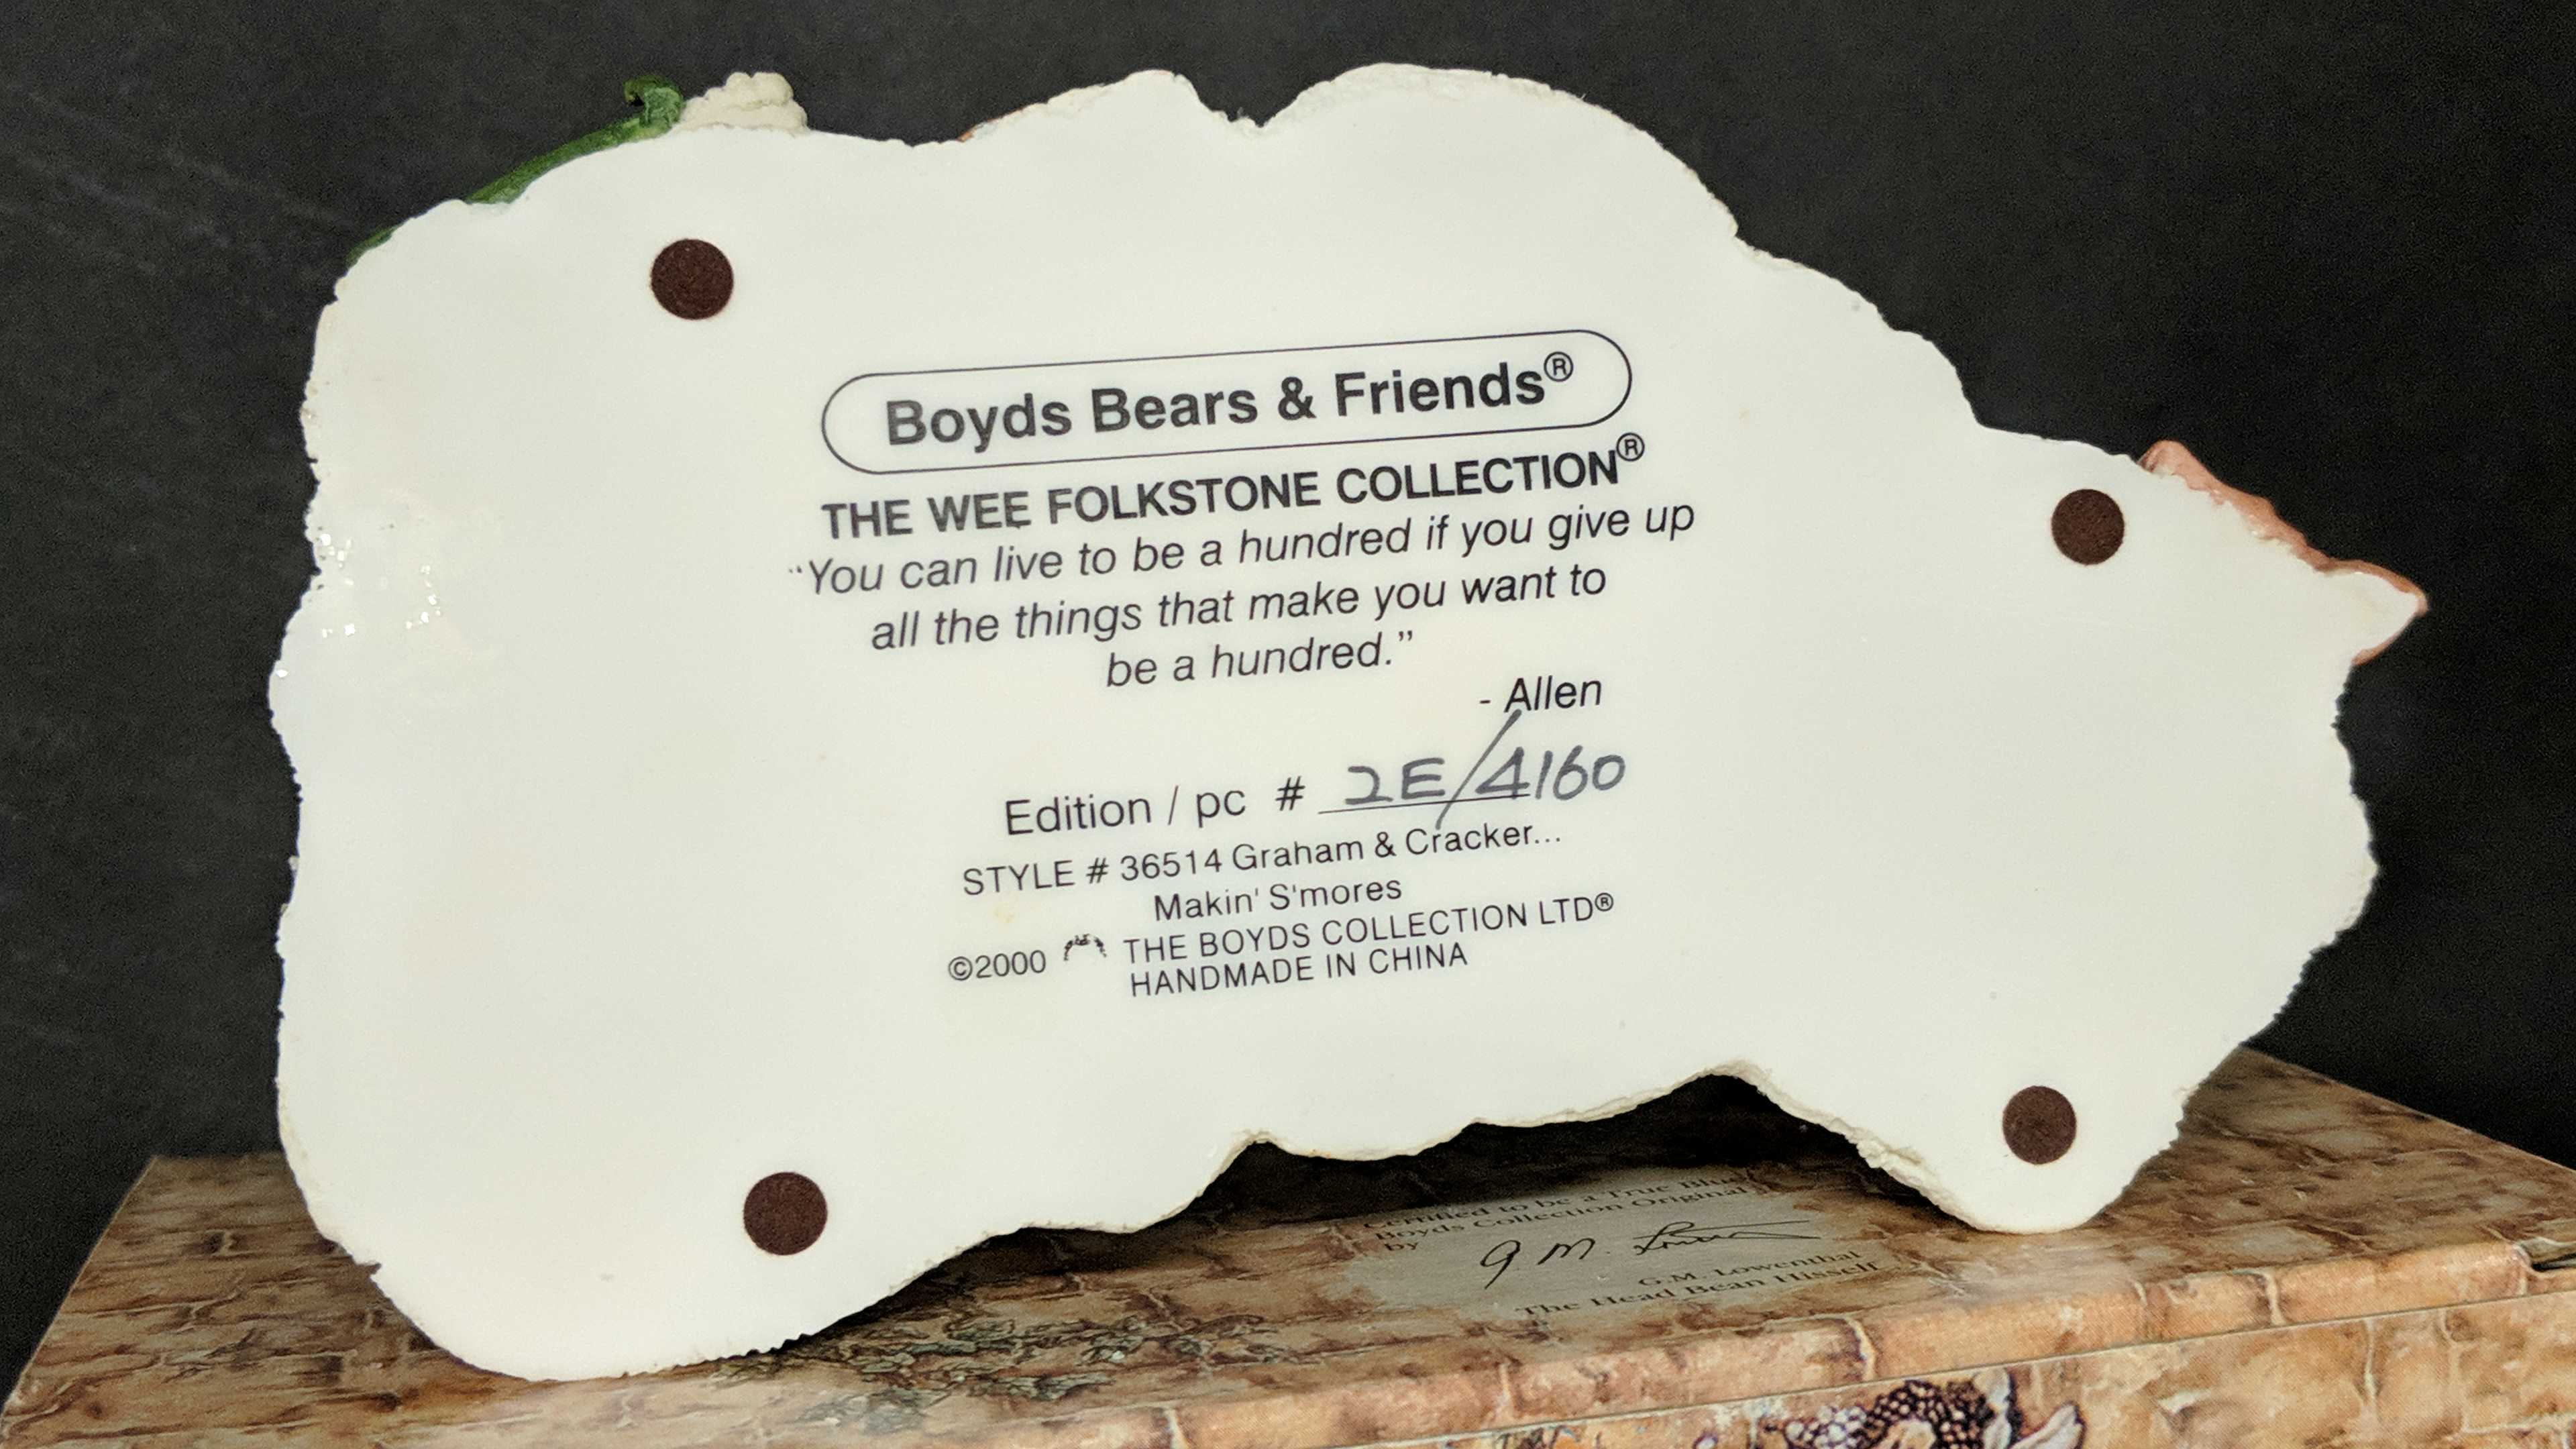 Boyds Bears & Friends®
THE WEE FOLKSTONE COLLECTION®
“You can live to be a hundred if you give up
all the things that make you want to
be a hundred.”
- Allen
Edition / pc # 2E/4160
STYLE # 36514 Graham & Cracker...
Makin' S'mores
©2000 THE BOYDS COLLECTION LTD®
HANDMADE IN CHINA
Certified to be a True Blue
Boyds Collection Original
by
G.M. Lowenthal
The Head Bean Hisself